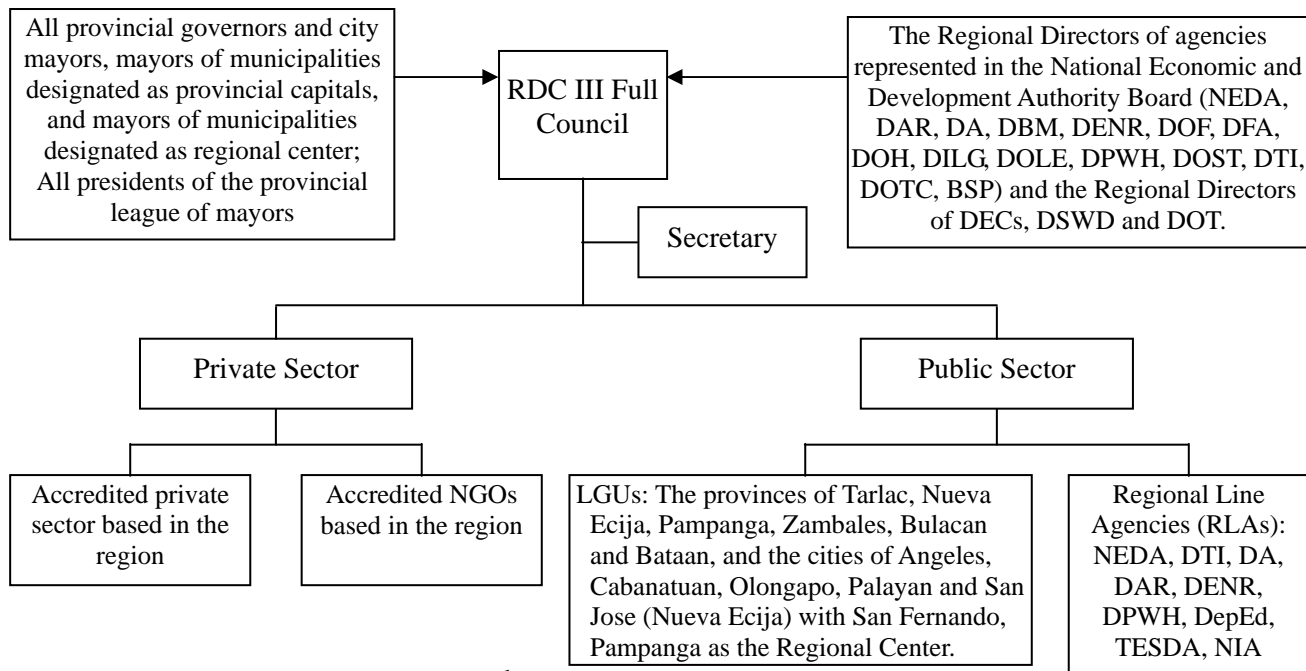 All provincial governors and city
mayors, mayors of municipalities
designated as provincial capitals,
and mayors of municipalities
designated as regional center;
All presidents of the provincial
league of mayors
RDC III Full
Council
The Regional Directors of agencies
represented in the National Economic and
Development Authority Board (NEDA,
DAR, DA, DBM, DENR, DOF, DFA,
DOH, DILG, DOLE, DPWH, DOST, DTI,
DOTC, BSP) and the Regional Directors
of DECs, DSWD and DOT.
Secretary
Private Sector
Public Sector
Accredited private
sector based in the
region
Accredited NGOs
based in the region
LGUs: The provinces of Tarlac, Nueva
Ecija, Pampanga, Zambales, Bulacan
and Bataan, and the cities of Angeles,
Cabanatuan, Olongapo, Palayan and San
Jose (Nueva Ecija) with San Fernando,
Pampanga as the Regional Center.
Regional Line
Agencies (RLAs):
NEDA, DTI, DA,
DAR, DENR,
DPWH, DepEd,
TESDA, NIA